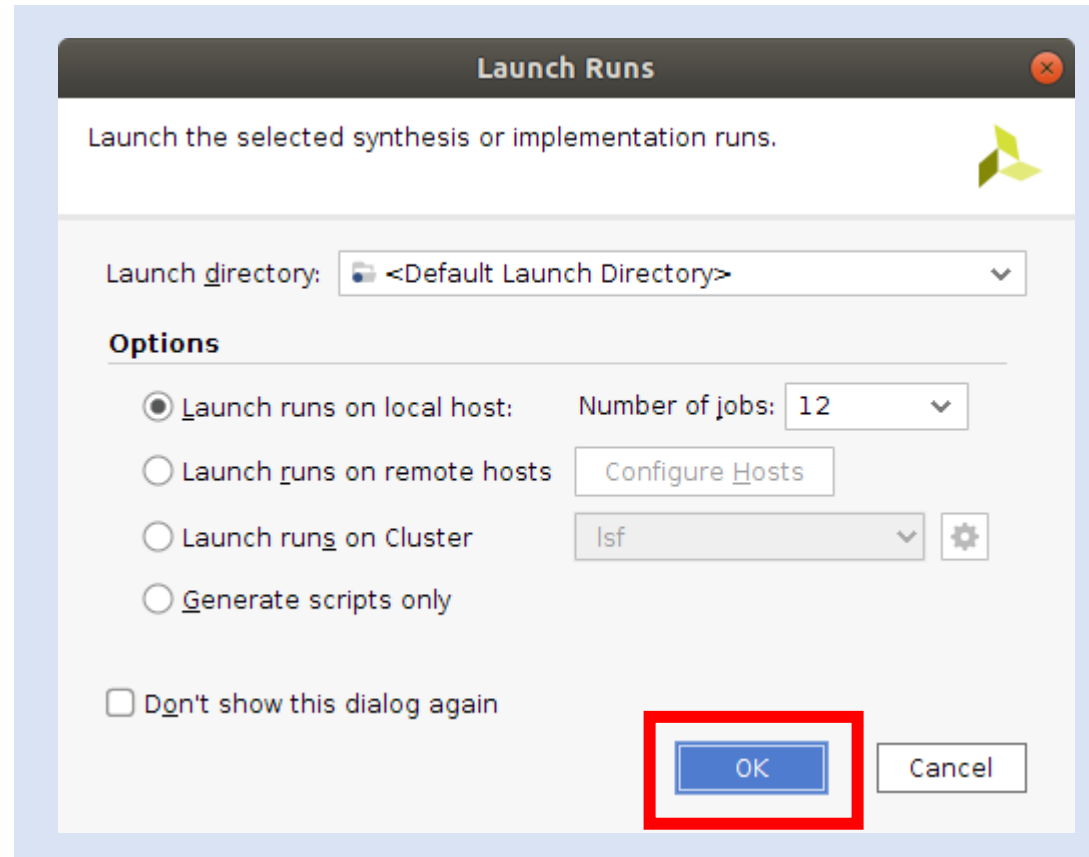 Launch Runs
Launch the selected synthesis or implementation runs.
Launch directory: <Default Launch Directory>
Options
Launch runs on local host: Number of jobs: 12
Launch runs on remote hosts Configure Hosts
Launch runs on Cluster lsf
Generate scripts only
Don't show this dialog again
OK Cancel